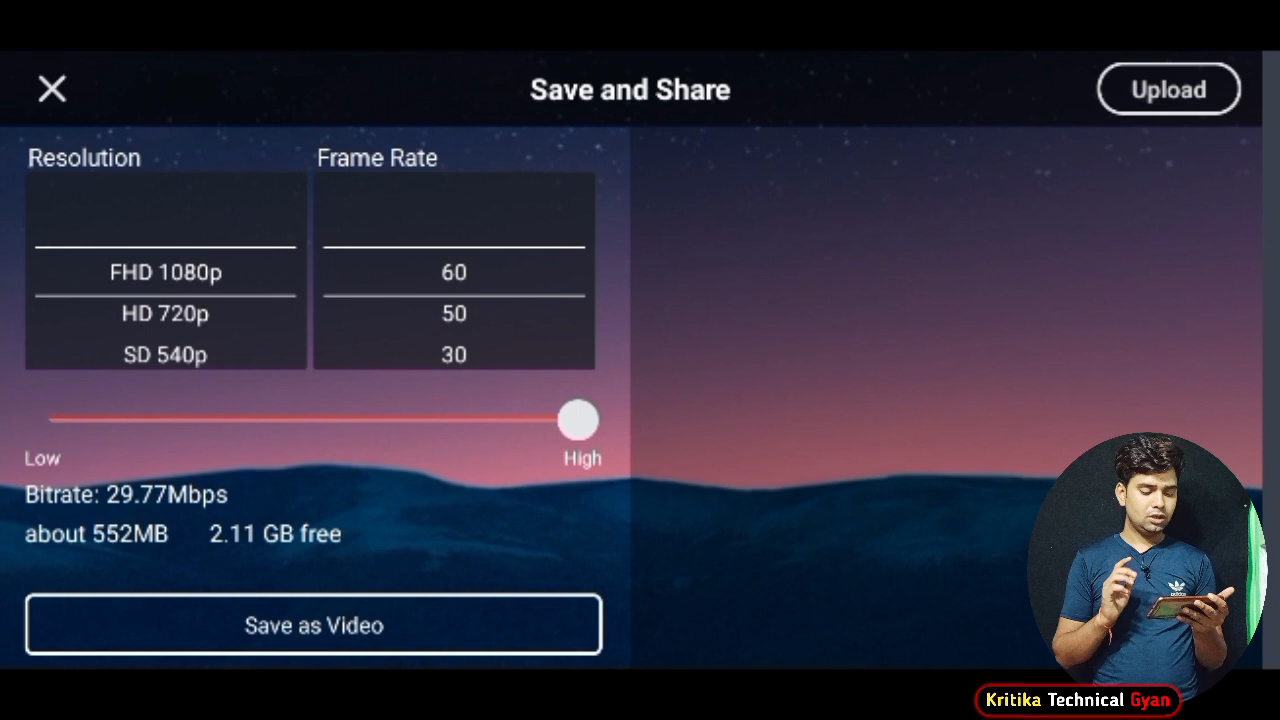 Save and Share
Upload
Resolution
Frame Rate
FHD 1080p
60
HD 720p
50
SD 540p
30
Low
High
Bitrate: 29.77Mbps
about 552MB 2.11 GB free
Save as Video
adidas
Kritika Technical Gyan